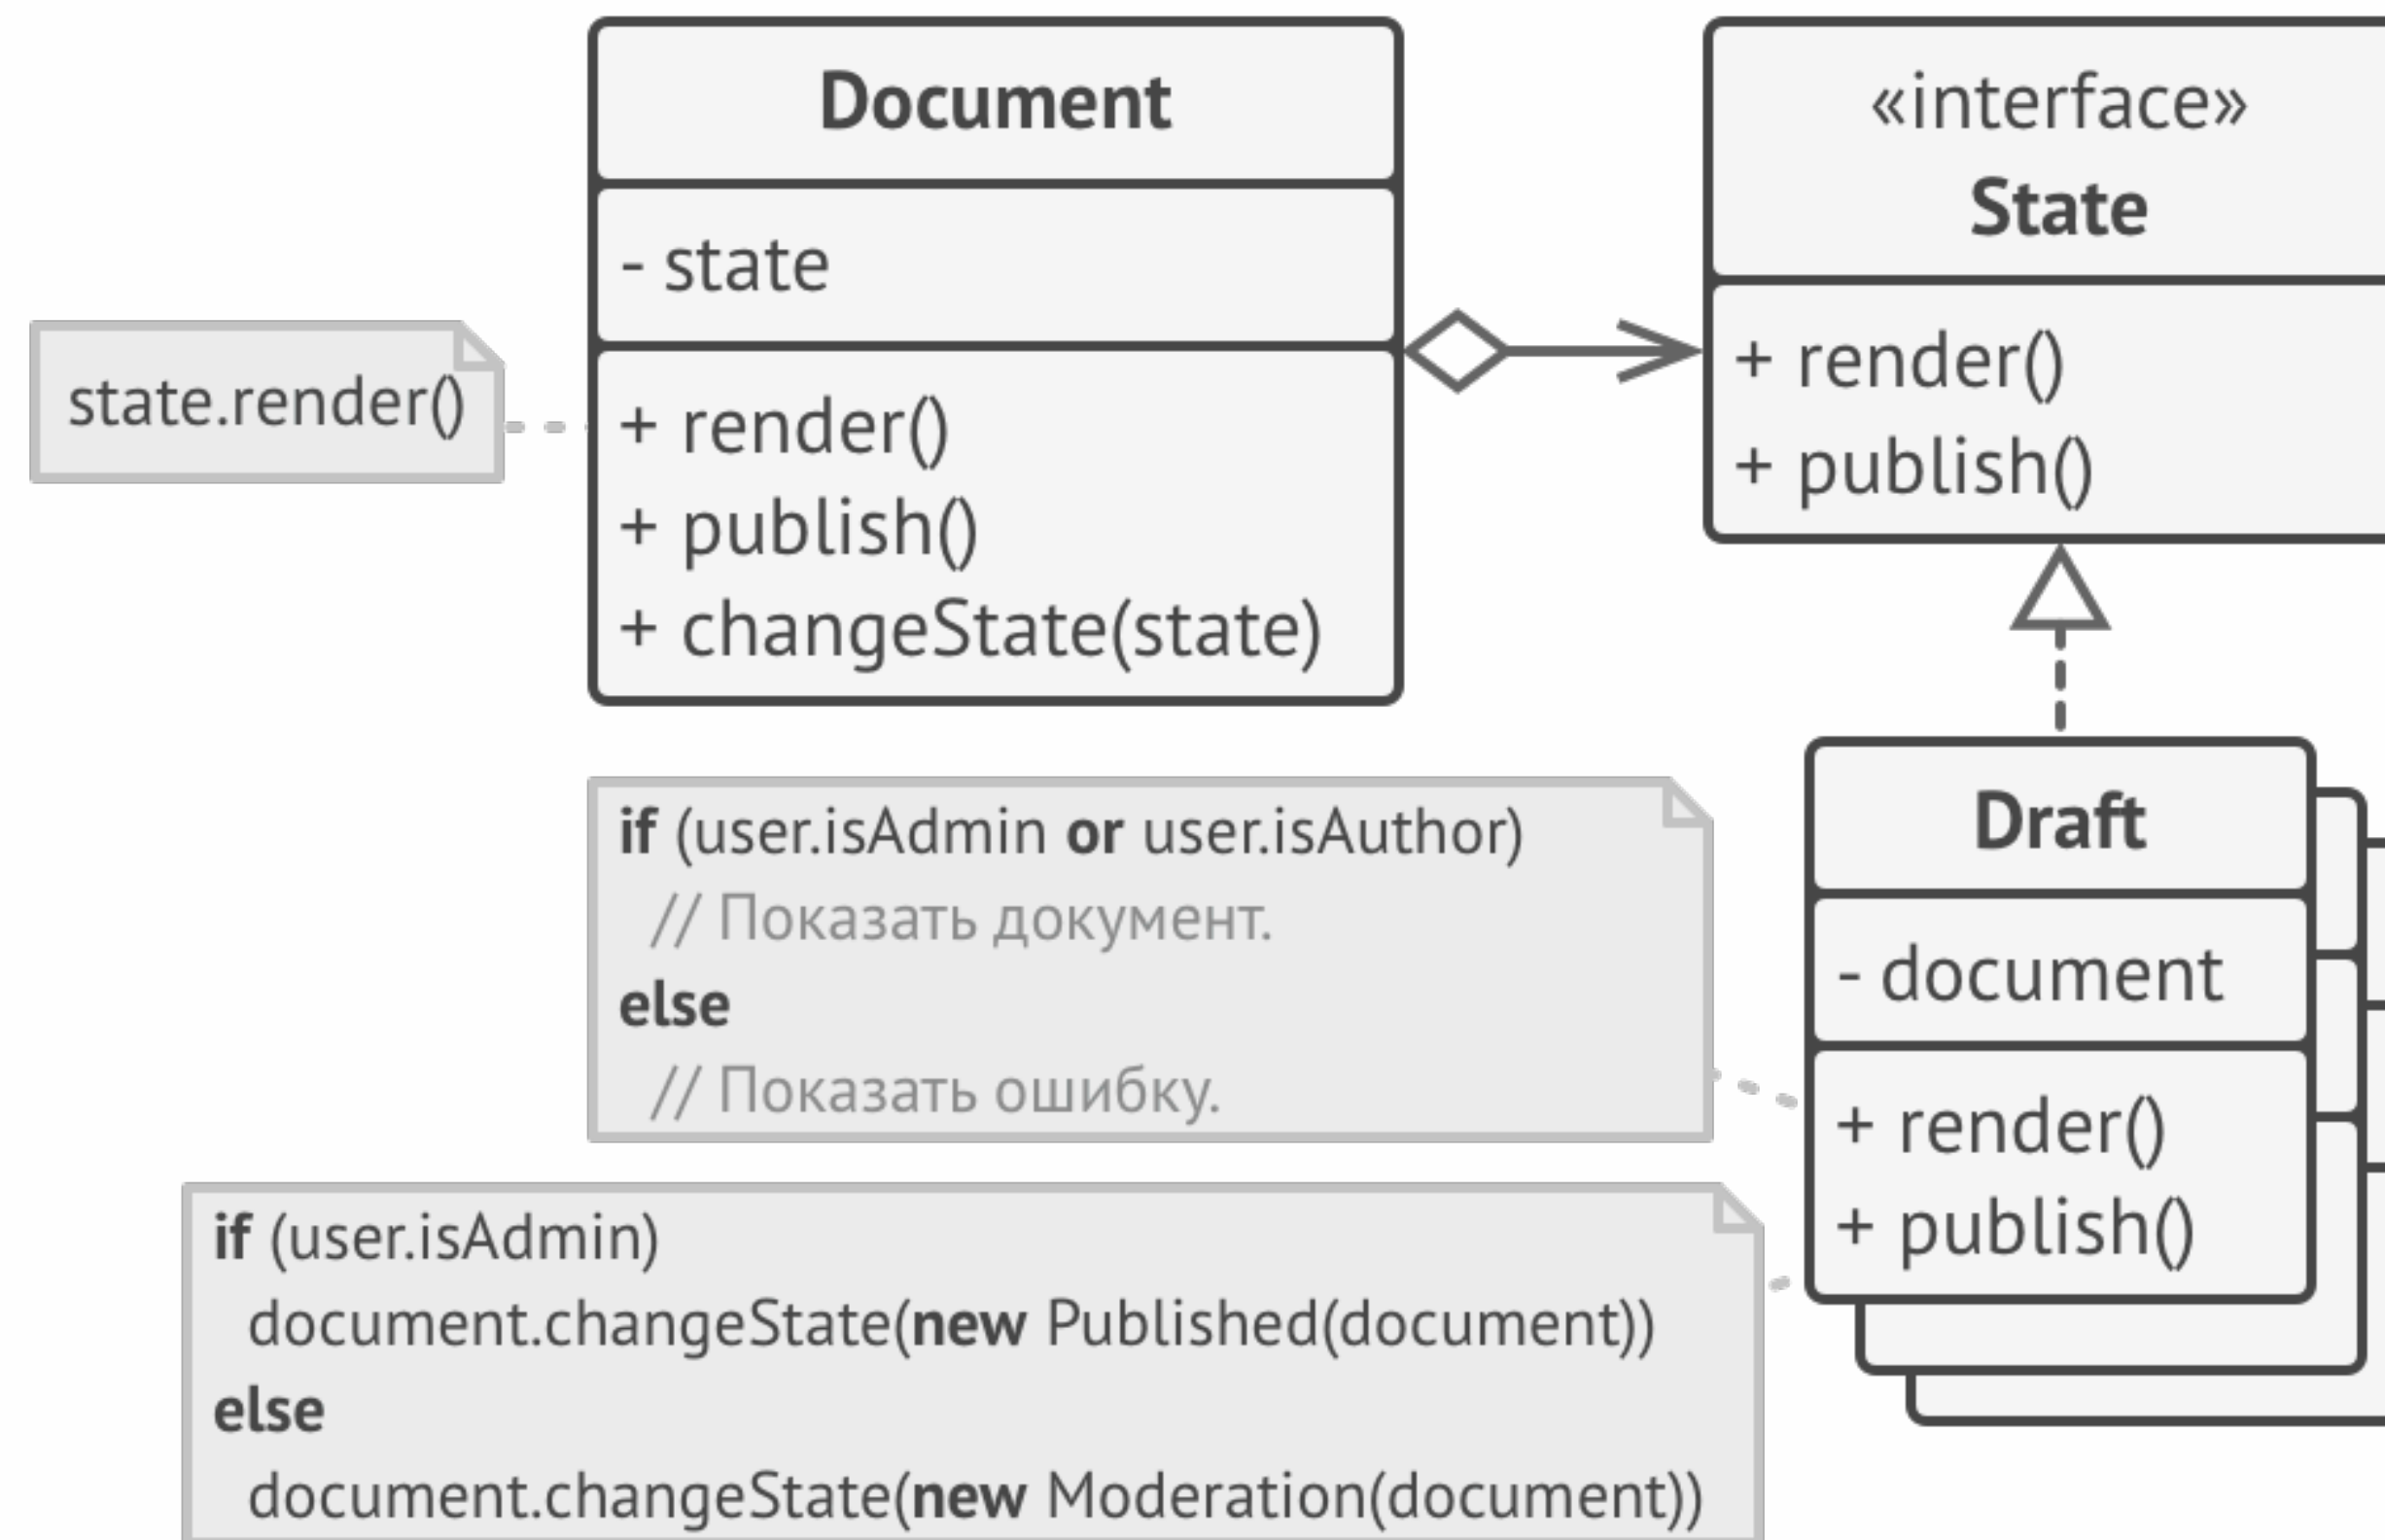 Document
- state
+ render()
+ publish()
+ changeState(state)
«interface»
State
+ render()
+ publish()
state.render()
if (user.isAdmin or user.isAuthor)
// Показать документ.
else
// Показать ошибку.
Draft
- document
+ render()
+ publish()
if (user.isAdmin)
document.changeState(new Published(document))
else
document.changeState(new Moderation(document))